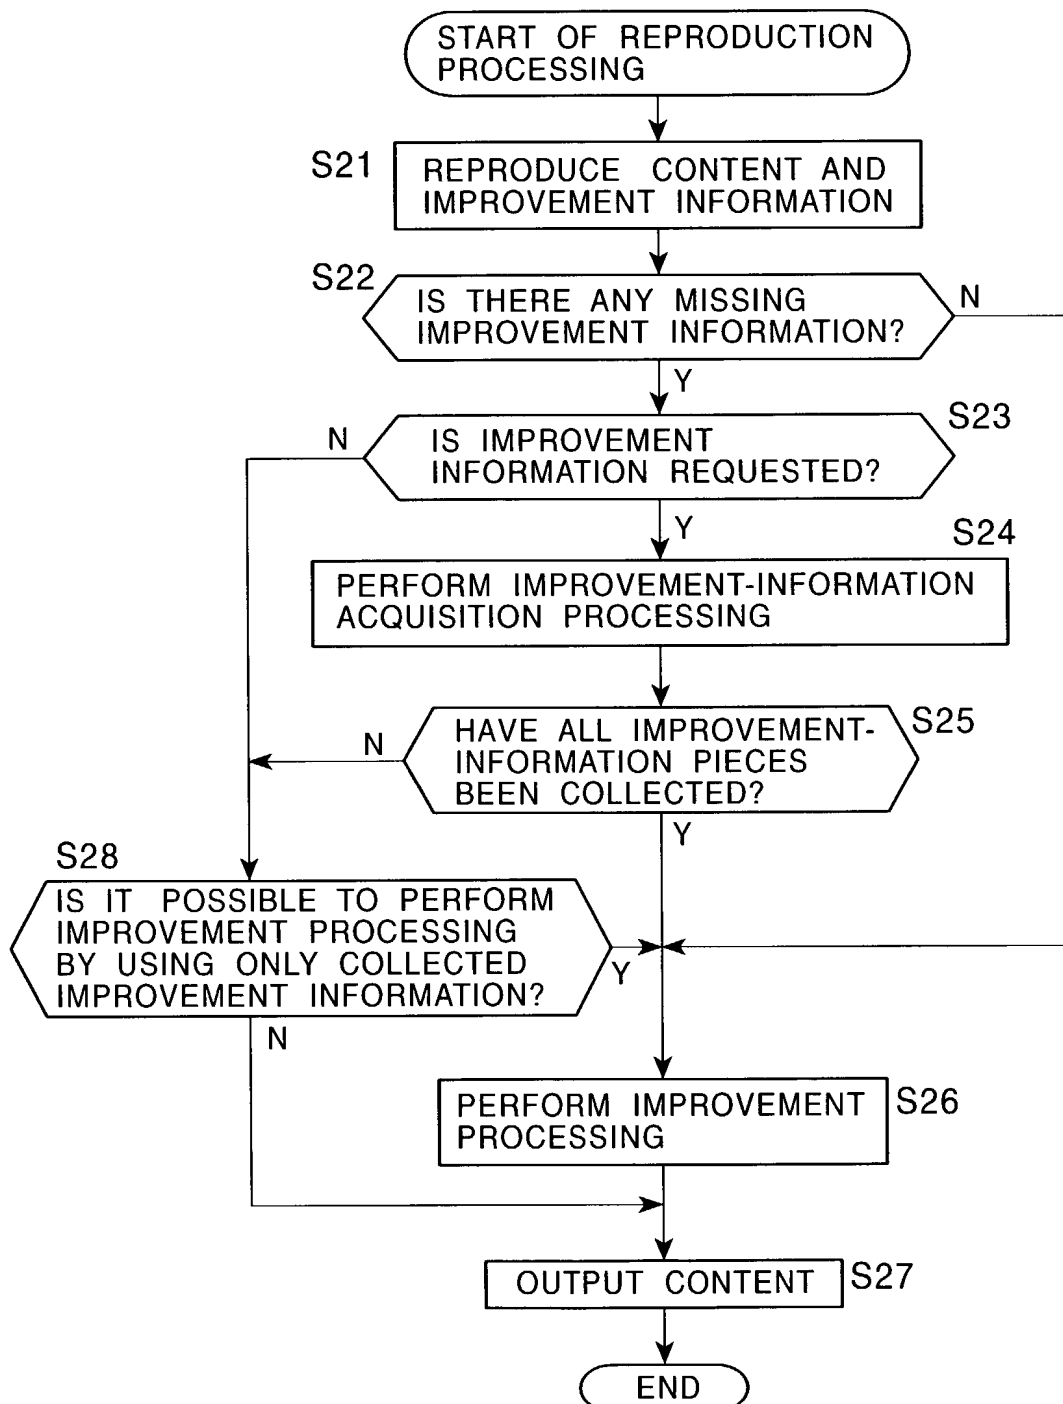 START OF REPRODUCTION
PROCESSING
S21
REPRODUCE CONTENT AND
IMPROVEMENT INFORMATION
S22
IS THERE ANY MISSING
IMPROVEMENT INFORMATION?
N
Y
S23
IS IMPROVEMENT
INFORMATION REQUESTED?
N
Y
S24
PERFORM IMPROVEMENT-INFORMATION
ACQUISITION PROCESSING
S25
HAVE ALL IMPROVEMENT-
INFORMATION PIECES
BEEN COLLECTED?
N
Y
S28
IS IT POSSIBLE TO PERFORM
IMPROVEMENT PROCESSING
BY USING ONLY COLLECTED
IMPROVEMENT INFORMATION?
Y
N
PERFORM IMPROVEMENT
PROCESSING
S26
OUTPUT CONTENT
S27
END